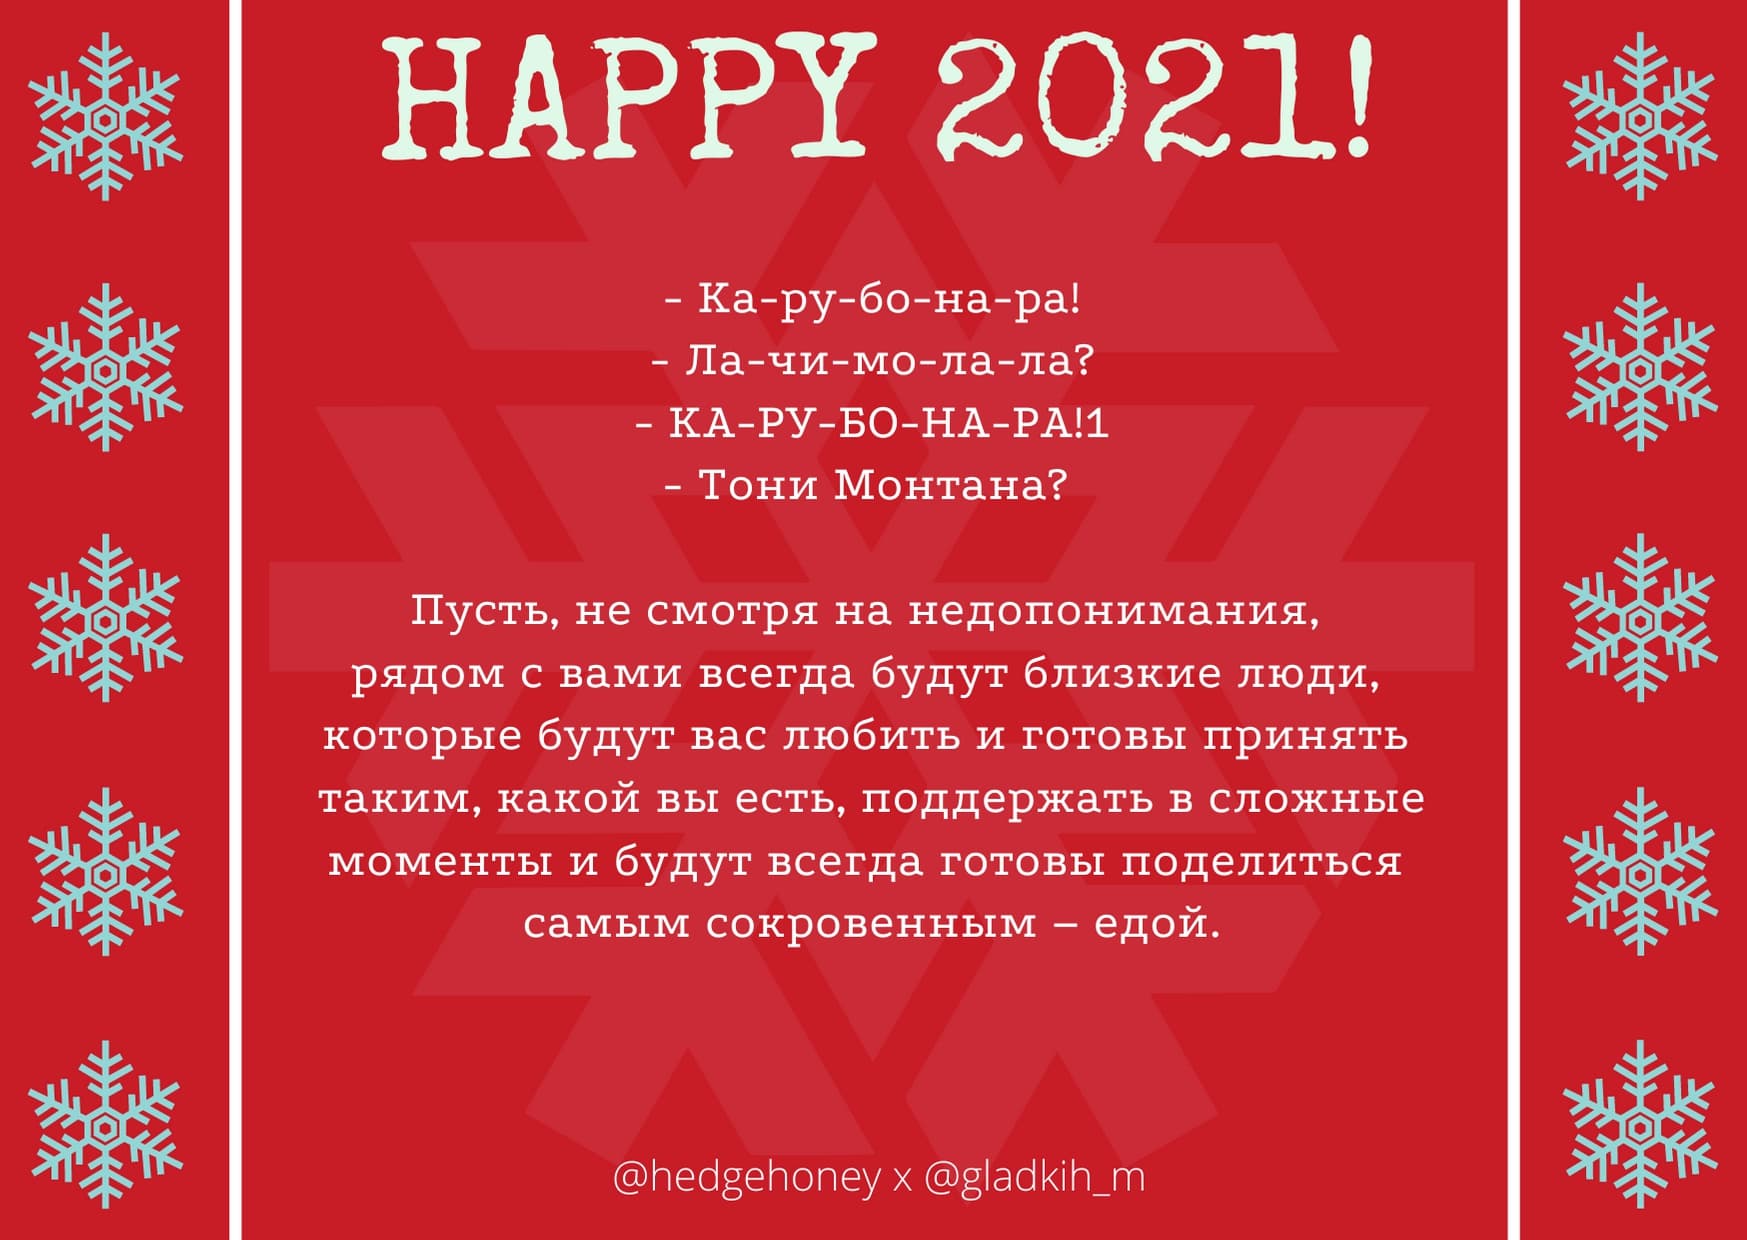 HAPPY 2021!
- Ка-ру-бо-на-ра!
- Ла-чи-мо-ла-ла?
- КА-РУ-БО-НА-РА!1
- Тони Монтана?
Пусть, не смотря на недопонимания,
рядом с вами всегда будут близкие люди,
которые будут вас любить и готовы принять
таким, какой вы есть, поддержать в сложные
моменты и будут всегда готовы поделиться
самым сокровенным – едой.
@hedgehoney x @gladkih_m